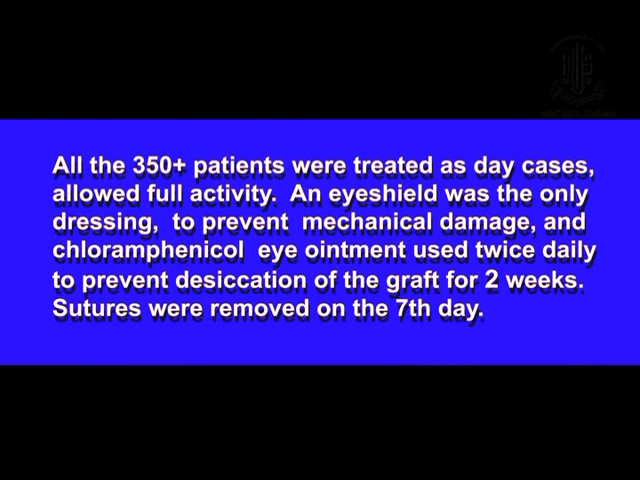 All the 350+ patients were treated as day cases,
allowed full activity.  An eyeshield was the only
dressing,  to prevent  mechanical damage, and
chloramphenicol  eye ointment used twice daily
to prevent desiccation of the graft for 2 weeks.
Sutures were removed on the 7th day.